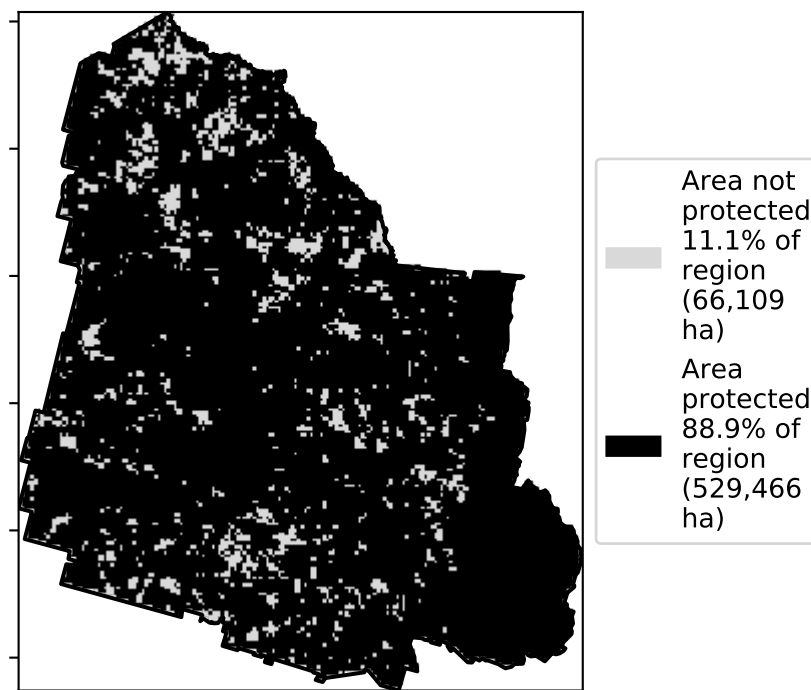 Area not
protected
11.1% of
region
(66,109
ha)
Area
protected
88.9% of
region
(529,466
ha)